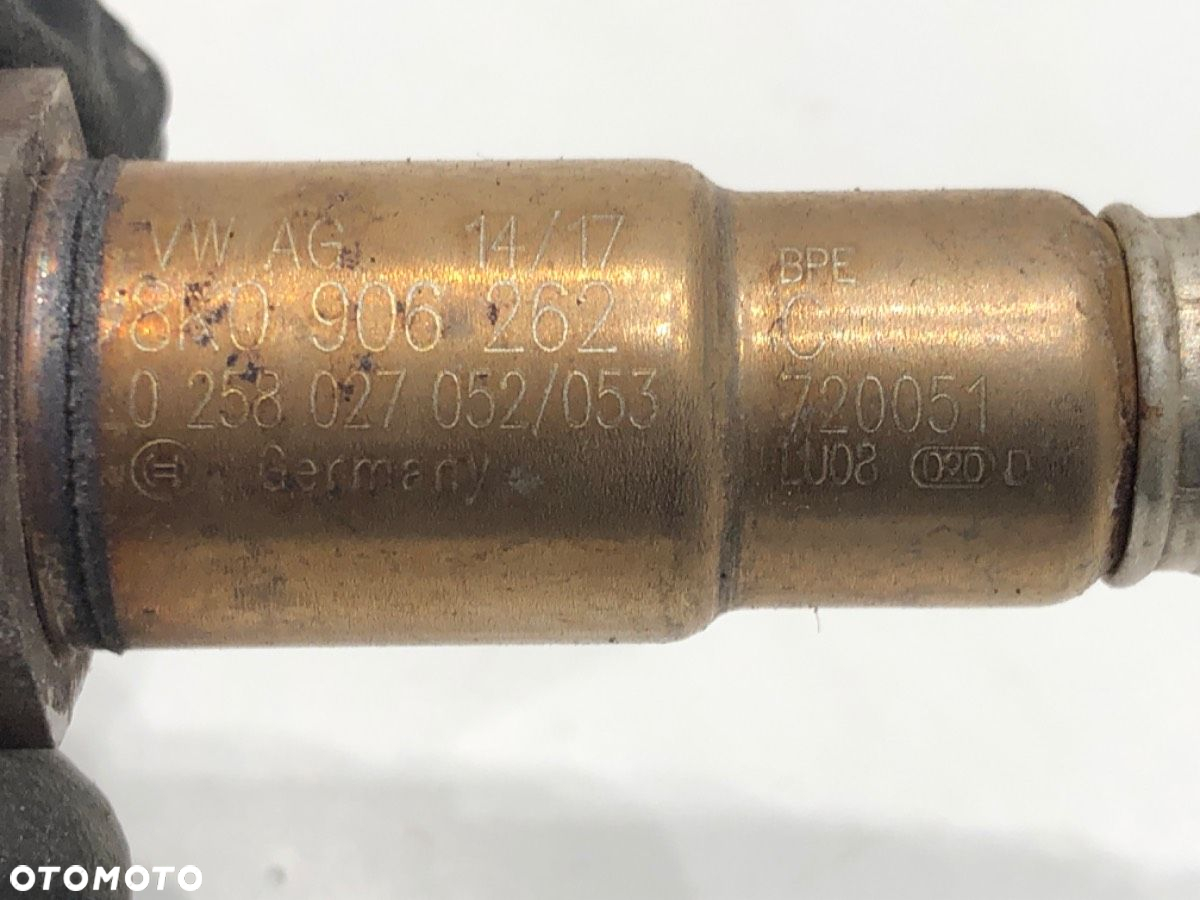 VW AG 14/17
8K0 906 262
0 258 027 052/053
Germany
BPE
C
720051
LU08 020 D
OTOMOTO